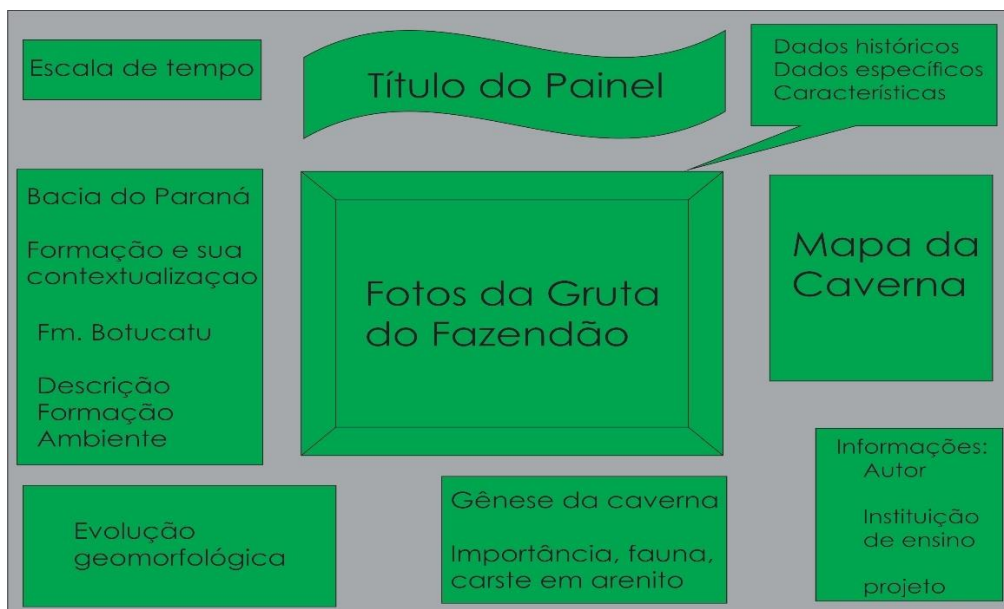 Escala de tempo
Título do Painel
Dados históricos
Dados específicos
Características
Bacia do Paraná
Formação e sua
contextualizaçao
Fm. Botucatu
Descrição
Formação
Ambiente
Fotos da Gruta
do Fazendão
Mapa da
Caverna
Evolução
geomorfológica
Gênese da caverna
Importância, fauna,
carste em arenito
Informações:
Autor
Instituição
de ensino
projeto